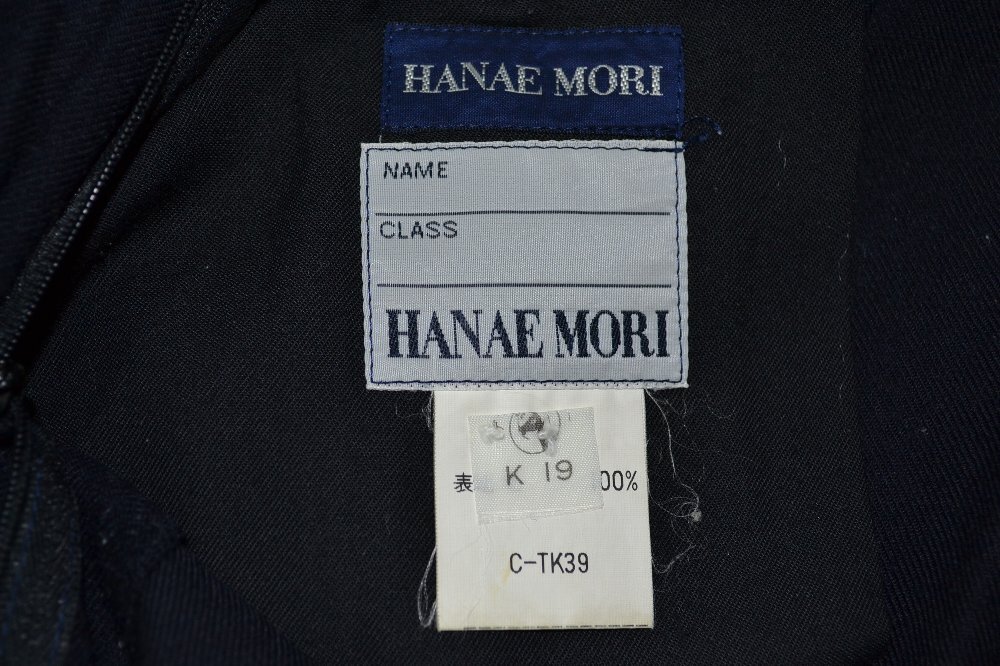 HANAE MORI
NAME
CLASS
HANAE MORI
表 00%
K 19
C-TK39